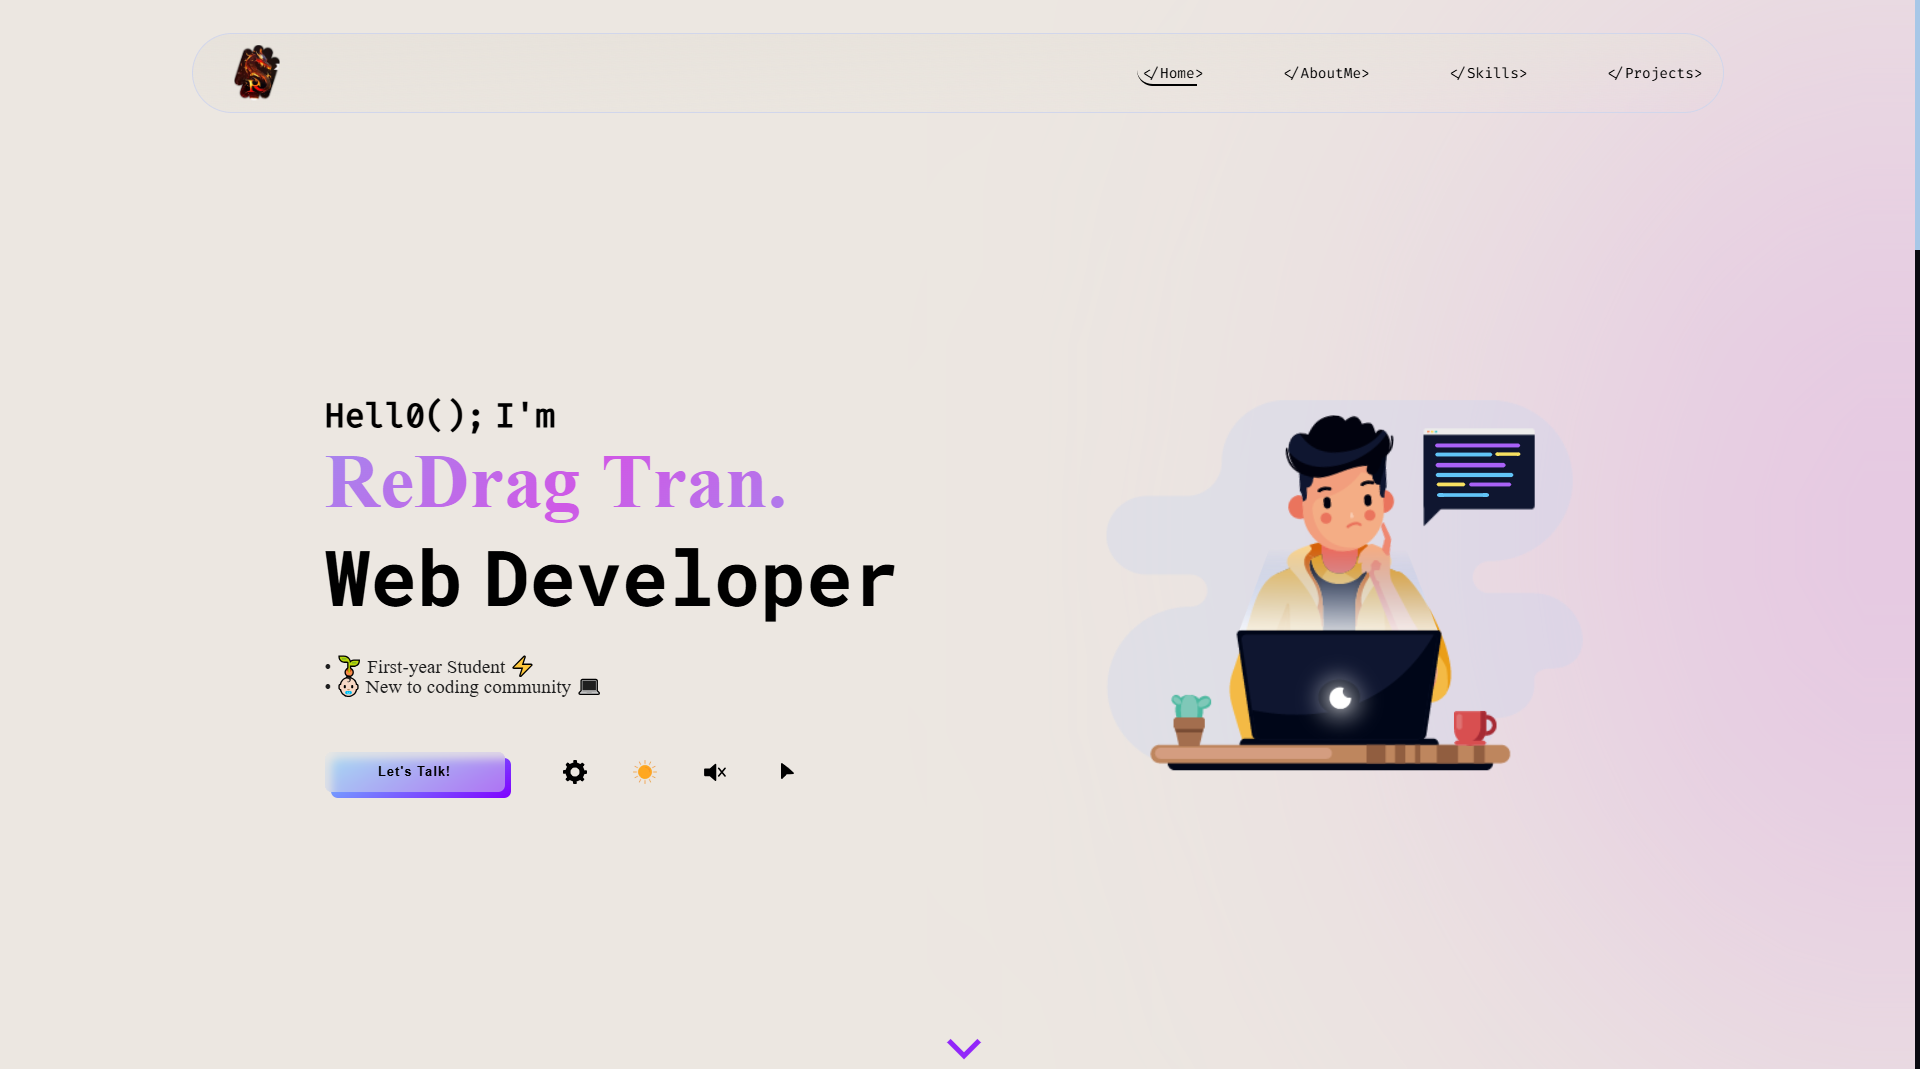 R
</Home>
</AboutMe>
</Skills>
</Projects>
Hell0(); I'm
ReDrag Tran.
Web Developer
• 🌱 First-year Student ⚡
• 👶 New to coding community 💻
Let's Talk!